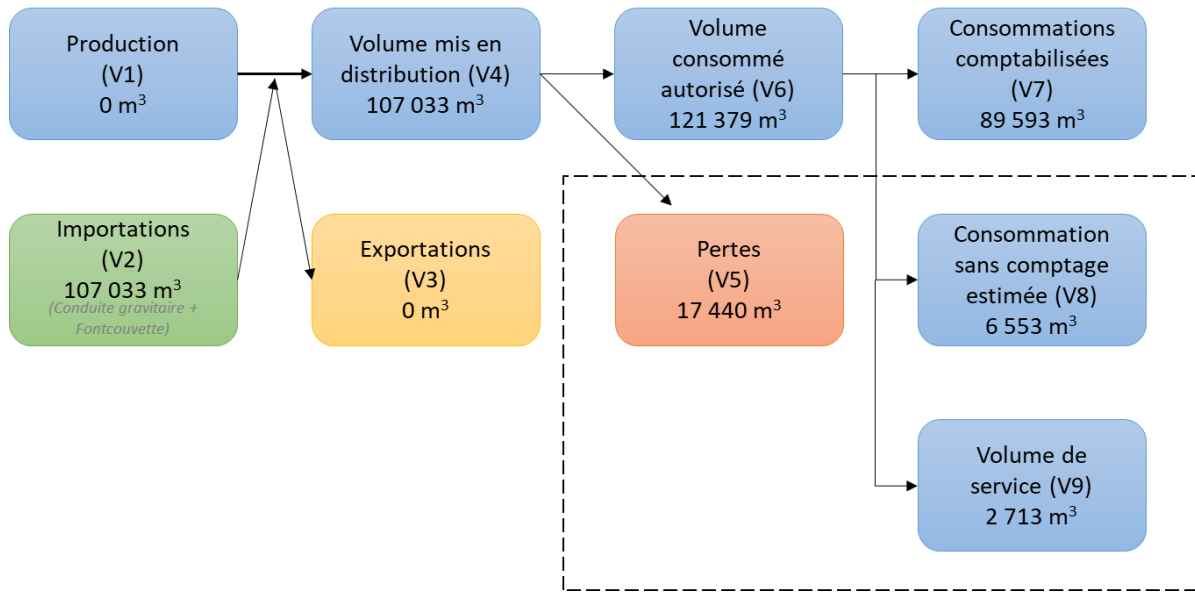 Production
(V1)
0 m³
Volume mis en
distribution (V4)
107 033 m³
Volume
consommé
autorisé (V6)
121 379 m³
Consommations
comptabilisées
(V7)
89 593 m³
Importations
(V2)
107 033 m³
(Conduite gravitaire +
Fontcouvette)
Exportations
(V3)
0 m³
Pertes
(V5)
17 440 m³
Consommation
sans comptage
estimée (V8)
6 553 m³
Volume de
service (V9)
2 713 m³